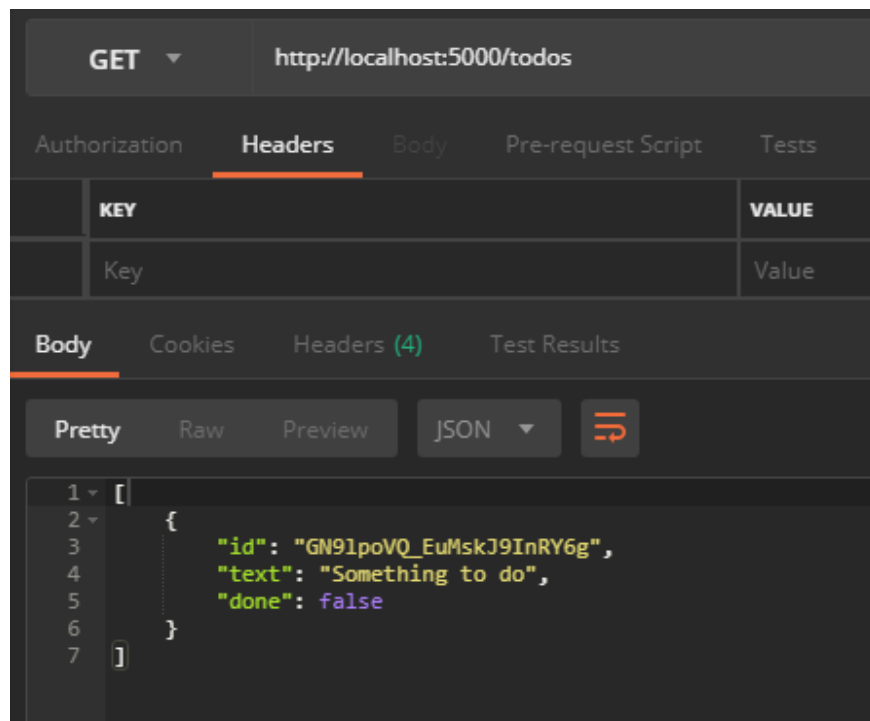 GET http://localhost:5000/todos
Authorization Headers Body Pre-request Script Tests
KEY VALUE
Key Value
Body Cookies Headers (4) Test Results
Pretty Raw Preview JSON
1 [
2 {
3 "id": "GN9lpoVQ_EuMskJ9InRY6g",
4 "text": "Something to do",
5 "done": false
6 }
7 ]